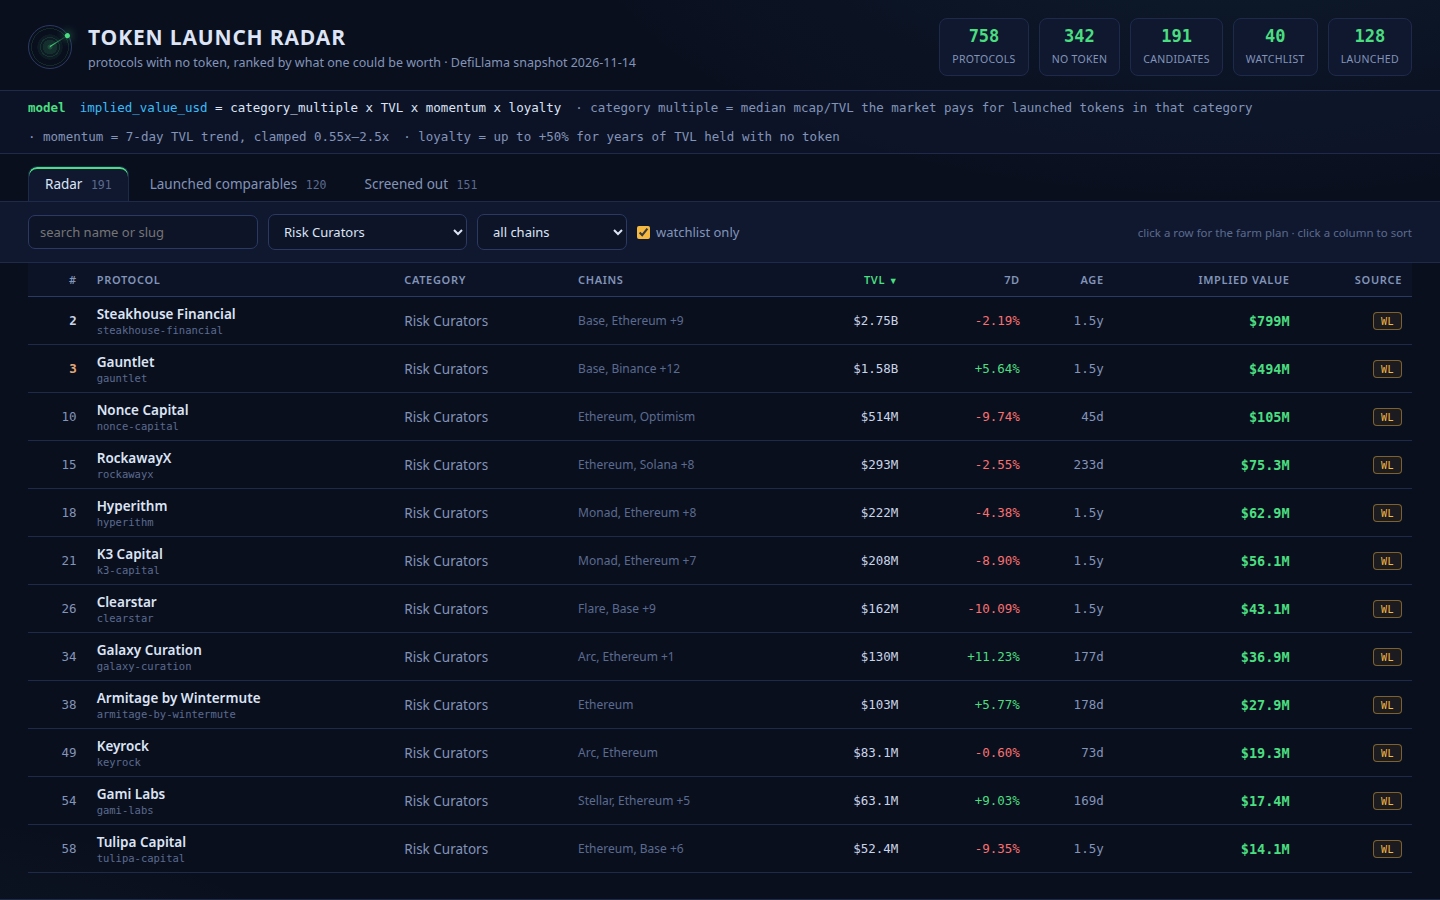 TOKEN LAUNCH RADAR
protocols with no token, ranked by what one could be worth · DefiLlama snapshot 2026-11-14
758 PROTOCOLS
342 NO TOKEN
191 CANDIDATES
40 WATCHLIST
128 LAUNCHED
model implied_value_usd = category_multiple x TVL x momentum x loyalty · category multiple = median mcap/TVL the market pays for launched tokens in that category
· momentum = 7-day TVL trend, clamped 0.55x–2.5x · loyalty = up to +50% for years of TVL held with no token
Radar 191 Launched comparables 120 Screened out 151
search name or slug Risk Curators all chains watchlist only click a row for the farm plan · click a column to sort
# PROTOCOL CATEGORY CHAINS TVL ▼ 7D AGE IMPLIED VALUE SOURCE
2 Steakhouse Financial Risk Curators Base, Ethereum +9 $2.75B -2.19% 1.5y $799M WL
steakhouse-financial
3 Gauntlet Risk Curators Base, Binance +12 $1.58B +5.64% 1.5y $494M WL
gauntlet
10 Nonce Capital Risk Curators Ethereum, Optimism $514M -9.74% 45d $105M WL
nonce-capital
15 RockawayX Risk Curators Ethereum, Solana +8 $293M -2.55% 233d $75.3M WL
rockawayx
18 Hyperithm Risk Curators Monad, Ethereum +8 $222M -4.38% 1.5y $62.9M WL
hyperithm
21 K3 Capital Risk Curators Monad, Ethereum +7 $208M -8.90% 1.5y $56.1M WL
k3-capital
26 Clearstar Risk Curators Flare, Base +9 $162M -10.09% 1.5y $43.1M WL
clearstar
34 Galaxy Curation Risk Curators Arc, Ethereum +1 $130M +11.23% 177d $36.9M WL
galaxy-curation
38 Armitage by Wintermute Risk Curators Ethereum $103M +5.77% 178d $27.9M WL
armitage-by-wintermute
49 Keyrock Risk Curators Arc, Ethereum $83.1M -0.60% 73d $19.3M WL
keyrock
54 Gami Labs Risk Curators Stellar, Ethereum +5 $63.1M +9.03% 169d $17.4M WL
gami-labs
58 Tulipa Capital Risk Curators Ethereum, Base +6 $52.4M -9.35% 1.5y $14.1M WL
tulipa-capital